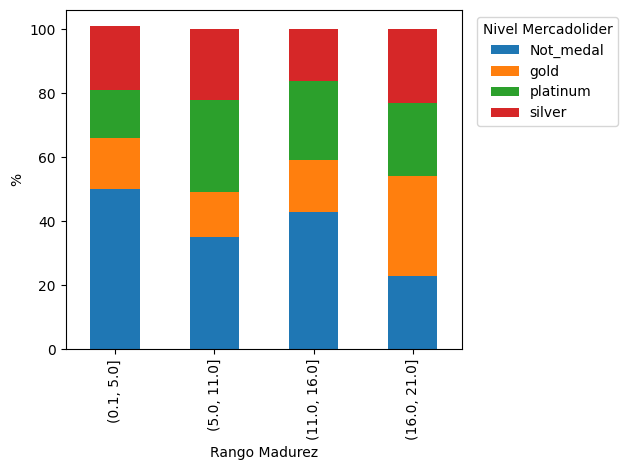 100
80
60
40
20
0
%
(0.1, 5.0]
(5.0, 11.0]
(11.0, 16.0]
(16.0, 21.0]
Rango Madurez
Nivel Mercadolider
Not_medal
gold
platinum
silver